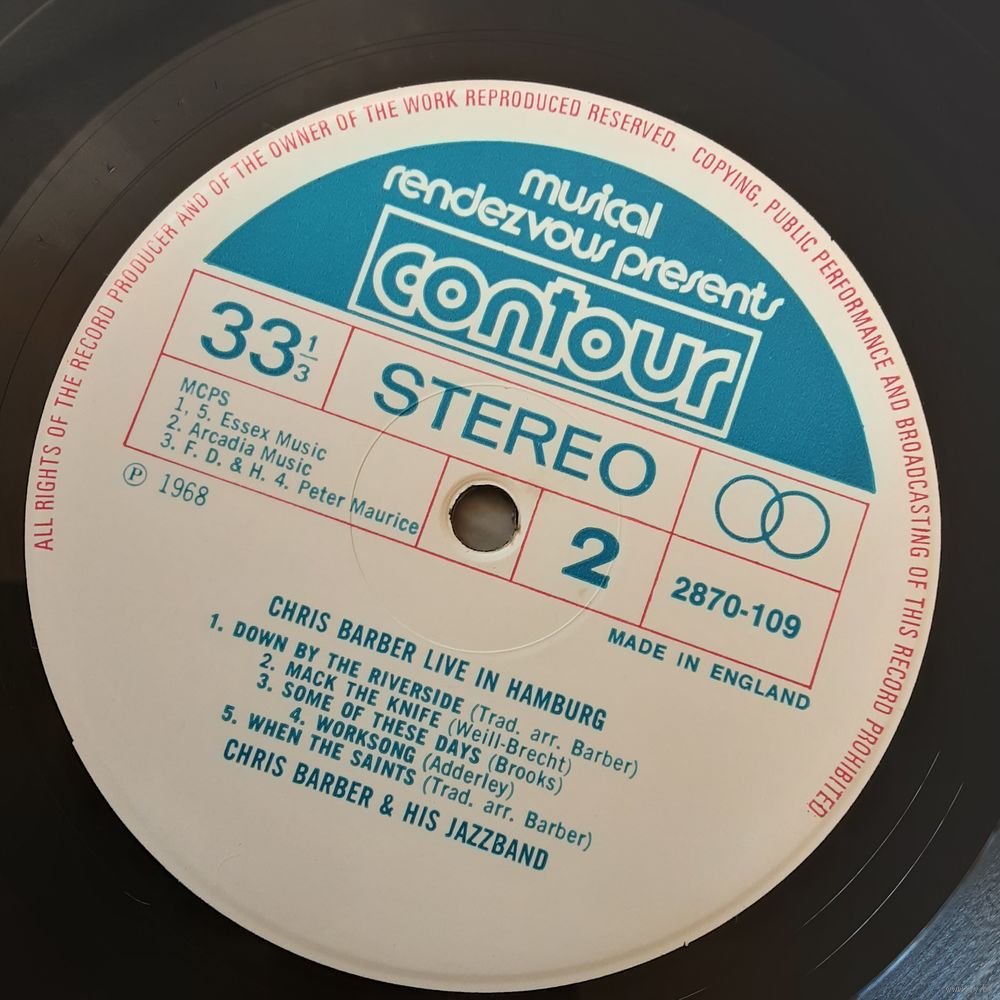 ALL RIGHTS OF THE RECORD PRODUCER AND OF THE OWNER OF THE WORK REPRODUCED RESERVED. COPYING, PUBLIC PERFORMANCE AND BROADCASTING OF THIS RECORD PROHIBITED.
musical
rendezvous presents
contour
33 1/3
STEREO
MCPS
1, 5. Essex Music
2. Arcadia Music
3. F. D. & H. 4. Peter Maurice
Ⓟ 1968
2
2870-109
MADE IN ENGLAND
CHRIS BARBER LIVE IN HAMBURG
1. DOWN BY THE RIVERSIDE (Trad. arr. Barber)
2. MACK THE KNIFE (Weill-Brecht)
3. SOME OF THESE DAYS (Brooks)
4. WORKSONG (Adderley)
5. WHEN THE SAINTS (Trad. arr. Barber)
CHRIS BARBER & HIS JAZZBAND